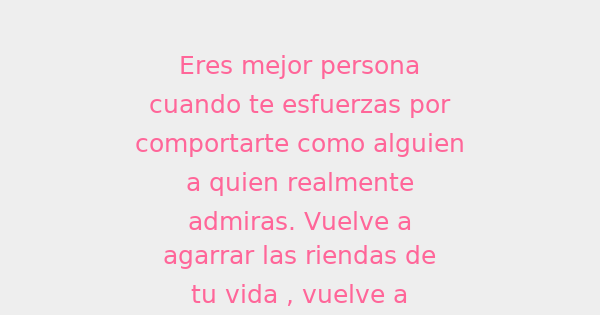 Eres mejor persona
cuando te esfuerzas por
comportarte como alguien
a quien realmente
admiras. Vuelve a
agarrar las riendas de
tu vida , vuelve a